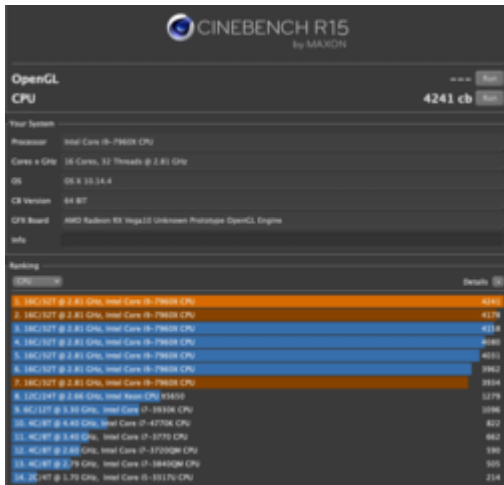 CINEBENCH R15
by MAXON
OpenGL --- Run
CPU 4241 cb Run
Your System
Processor Intel Core i9-7960X CPU
Cores x GHz 16 Cores, 32 Threads @ 2.81 GHz
OS OS X 10.14.4
CB Version 64 BIT
GFX Board AMD Radeon RX Vega10 Unknown Prototype OpenGL Engine
Info
Ranking
CPU Details
1. 16C/32T @ 2.81 GHz, Intel Core i9-7960X CPU 4241
2. 16C/32T @ 2.81 GHz, Intel Core i9-7960X CPU 4178
3. 16C/32T @ 2.81 GHz, Intel Core i9-7960X CPU 4158
4. 16C/32T @ 2.81 GHz, Intel Core i9-7960X CPU 4080
5. 16C/32T @ 2.81 GHz, Intel Core i9-7960X CPU 4031
6. 16C/32T @ 2.81 GHz, Intel Core i9-7960X CPU 3962
7. 16C/32T @ 2.81 GHz, Intel Core i9-7960X CPU 3934
8. 12C/24T @ 2.66 GHz, Intel Xeon CPU X5650 1279
9. 6C/12T @ 3.30 GHz, Intel Core i7-3930K CPU 1096
10. 4C/8T @ 4.40 GHz, Intel Core i7-4770K CPU 822
11. 4C/8T @ 3.40 GHz, Intel Core i7-3770 CPU 662
12. 4C/8T @ 2.60 GHz, Intel Core i7-3720QM CPU 590
13. 4C/8T @ 2.79 GHz, Intel Core i7-3840QM CPU 505
14. 2C/4T @ 1.70 GHz, Intel Core i5-3317U CPU 214